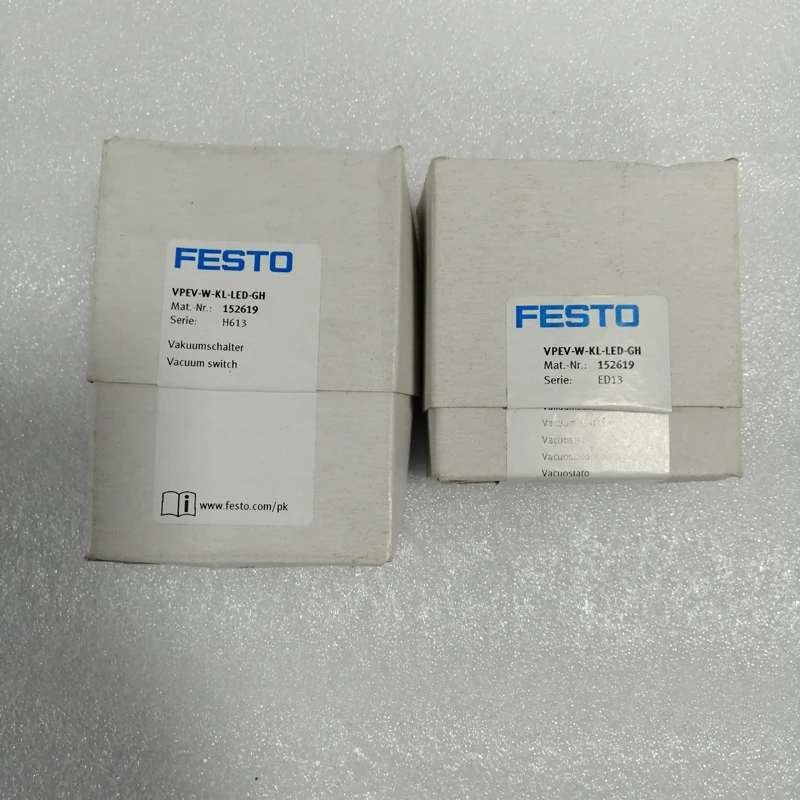 FESTO
VPEV-W-KL-LED-GH
Mat.-Nr.: 152619
Serie: H613
Vakuumschalter
Vacuum switch
i www.festo.com/pk
FESTO
VPEV-W-KL-LED-GH
Mat.-Nr.: 152619
Serie: ED13
Vacuostato